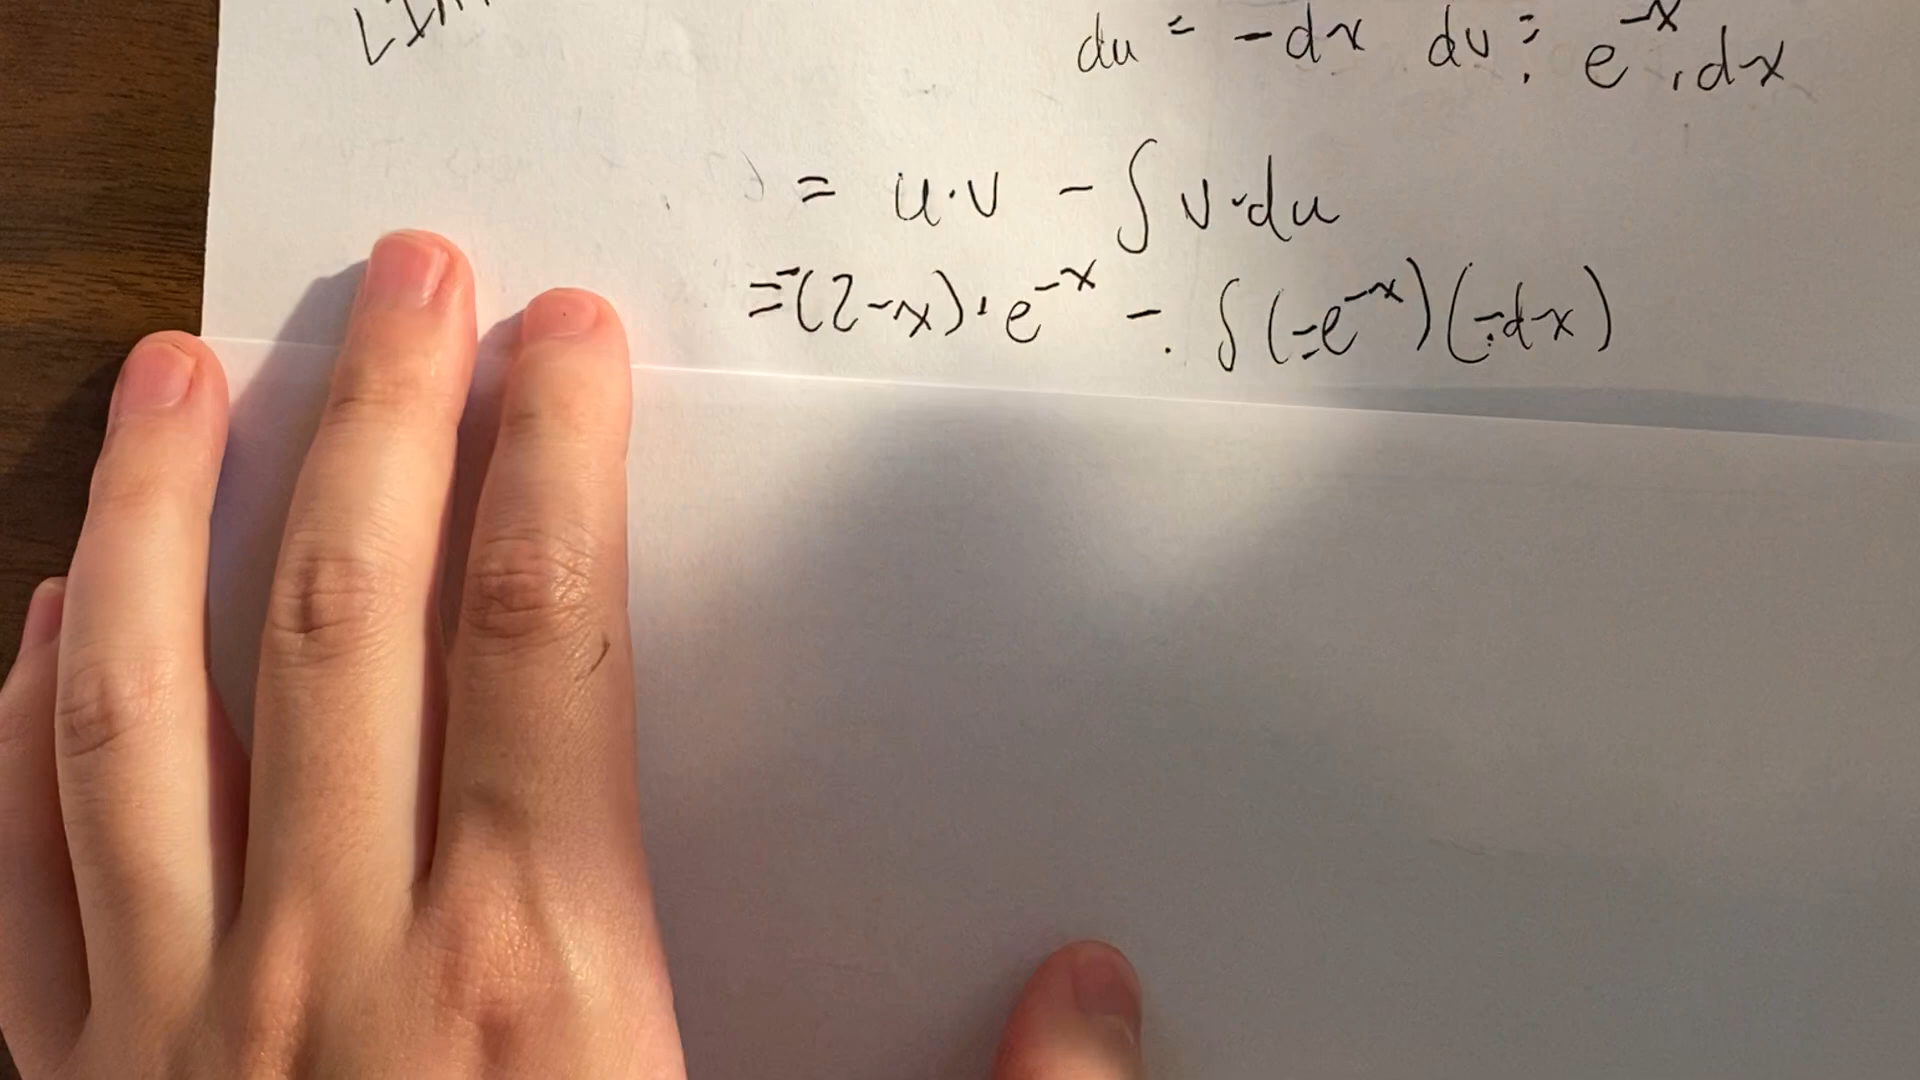 du = -dx dv = e^{-x} . dx
= u·v - ∫ v·du
= -(2-x) · e^{-x} - ∫ (-e^{-x})(-dx)